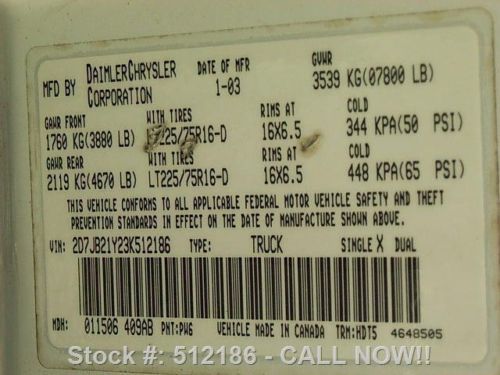 MFD BY DAIMLERCHRYSLER CORPORATION DATE OF MFR 1-03 GVWR 3539 KG(07800 LB)
GAWR FRONT WITH TIRES RIMS AT COLD
1760 KG(3880 LB) LT225/75R16-D 16X6.5 344 KPA(50 PSI)
GAWR REAR WITH TIRES RIMS AT COLD
2119 KG(4670 LB) LT225/75R16-D 16X6.5 448 KPA(65 PSI)
THIS VEHICLE CONFORMS TO ALL APPLICABLE FEDERAL MOTOR VEHICLE SAFETY AND THEFT
PREVENTION STANDARDS IN EFFECT ON THE DATE OF MANUFACTURE SHOWN ABOVE.
VIN: 2D7JB21Y23K512186 TYPE: TRUCK SINGLE X DUAL
MDH: 011506 409AB PNT: PW6 VEHICLE MADE IN CANADA TRM: HDT5 4648505
Stock #: 512186 - CALL NOW!!